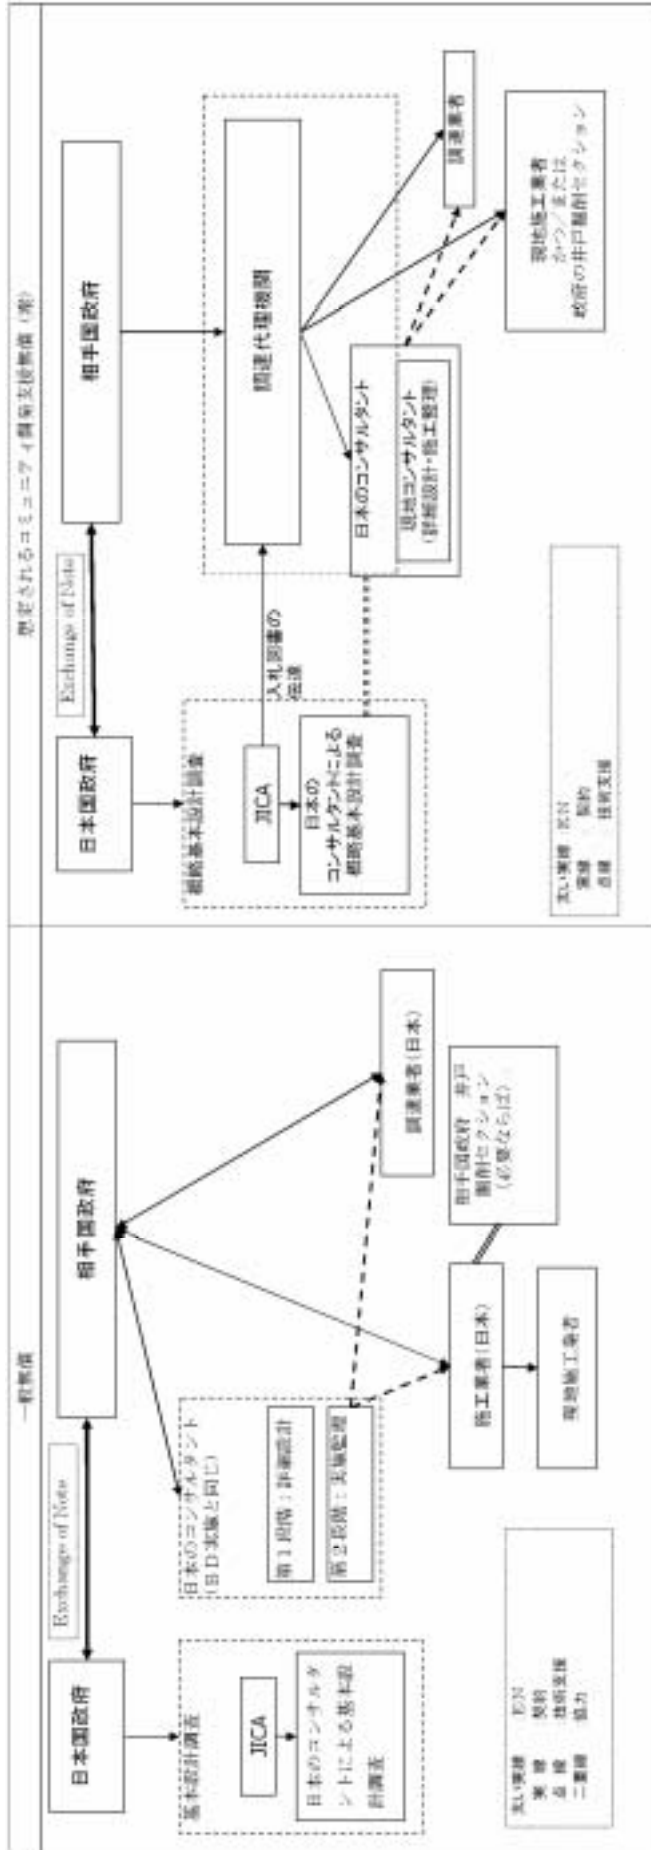 一般無償
日本国政府
Exchange of Note
相手国政府
基本設計調査
JICA
日本のコンサルタ
ントによる基本設
計調査
日本のコンサルタント
(BD実施と同じ)
第1段階:詳細設計
第2段階:実施監理
調達業者(日本)
施工業者(日本)
相手国政府 井戸
掘削セクション
(必要ならば)
現地施工業者
太い実線 EN
実線 契約
点線 技術支援
二重線 協力
想定されるコミュニティ開発支援無償(案)
日本国政府
Exchange of Note
相手国政府
概略基本設計調査
JICA
日本の
コンサルタントによる
概略基本設計調査
入札図書の
伝達
調達代理機関
日本のコンサルタント
現地コンサルタント
(詳細設計・施工監理)
調達業者
現地施工業者
かつ/または
政府の井戸掘削セクション
太い実線 EN
実線 契約
点線 技術支援